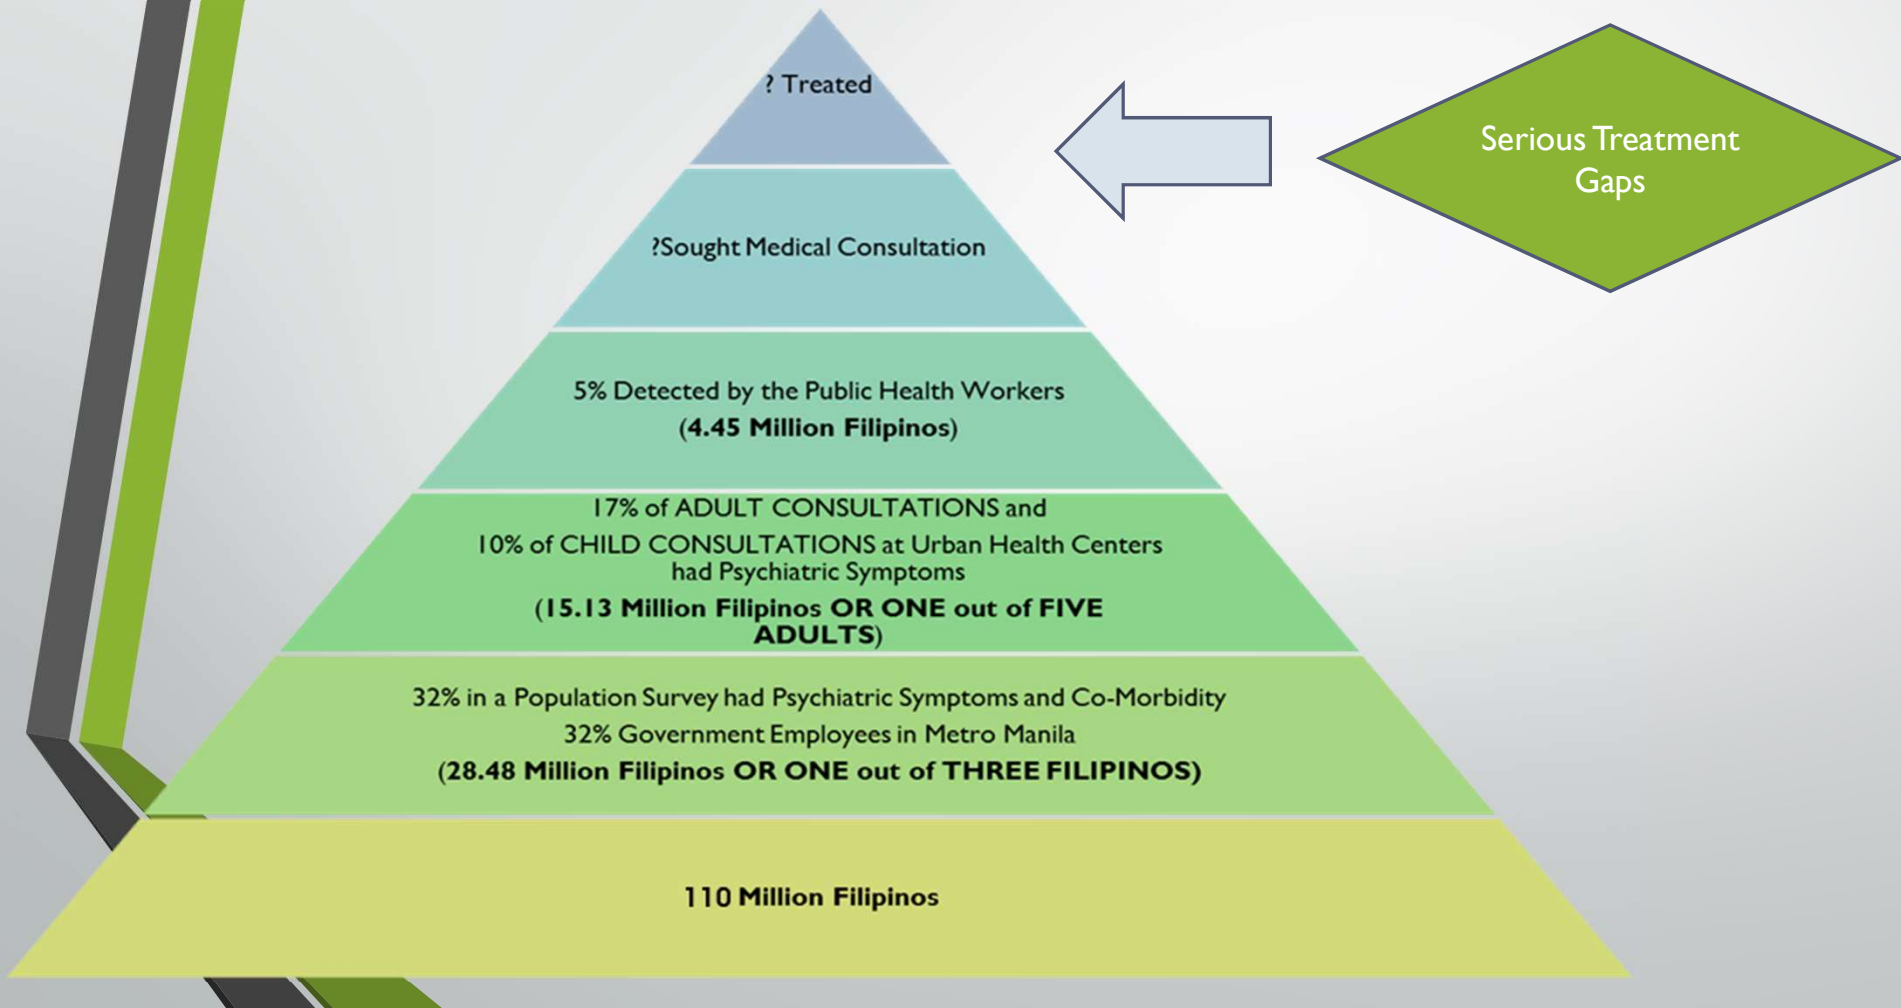 ? Treated
Serious Treatment
Gaps
?Sought Medical Consultation
5% Detected by the Public Health Workers
(4.45 Million Filipinos)
17% of ADULT CONSULTATIONS and
10% of CHILD CONSULTATIONS at Urban Health Centers
had Psychiatric Symptoms
(15.13 Million Filipinos OR ONE out of FIVE
ADULTS)
32% in a Population Survey had Psychiatric Symptoms and Co-Morbidity
32% Government Employees in Metro Manila
(28.48 Million Filipinos OR ONE out of THREE FILIPINOS)
110 Million Filipinos